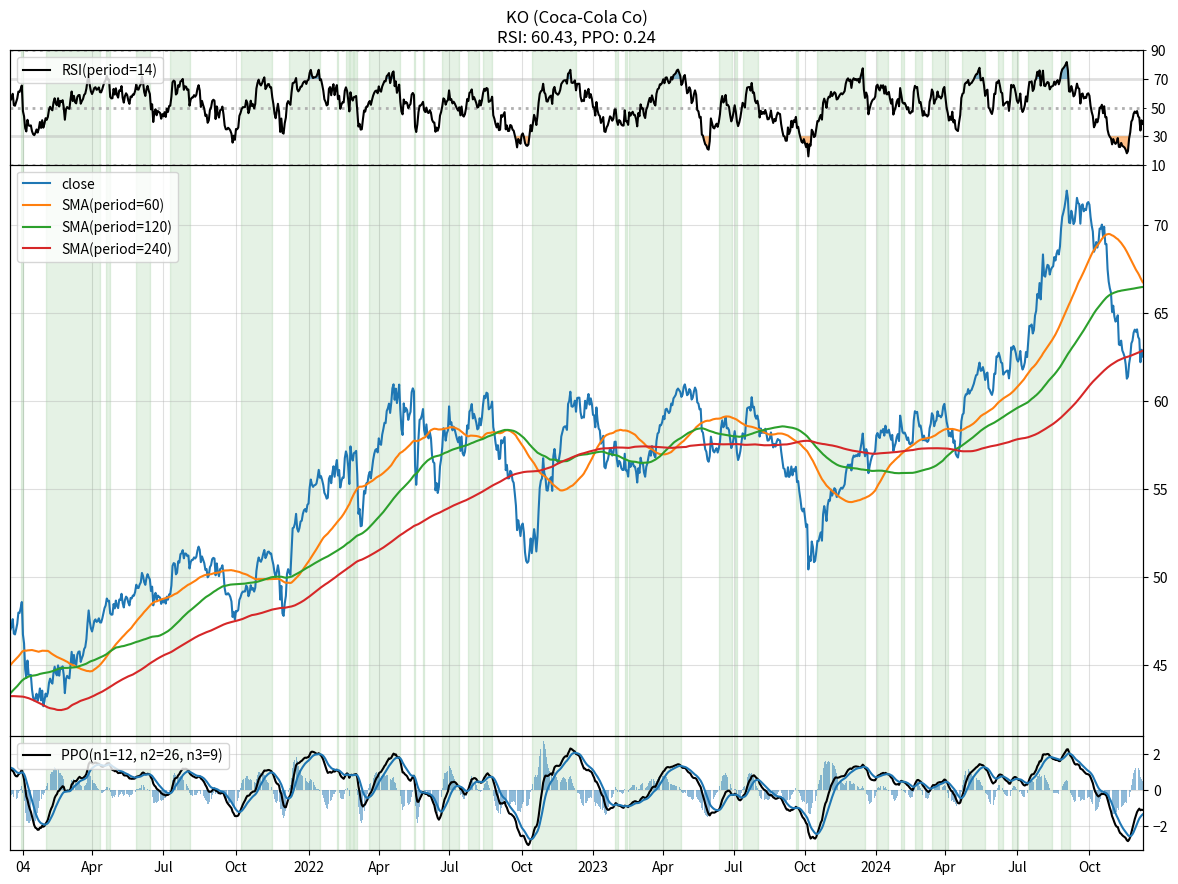 KO (Coca-Cola Co)
RSI: 60.43, PPO: 0.24
RSI(period=14)
90
70
50
30
10
close
SMA(period=60)
SMA(period=120)
SMA(period=240)
70
65
60
55
50
45
PPO(n1=12, n2=26, n3=9)
2
0
−2
04 Apr Jul Oct 2022 Apr Jul Oct 2023 Apr Jul Oct 2024 Apr Jul Oct